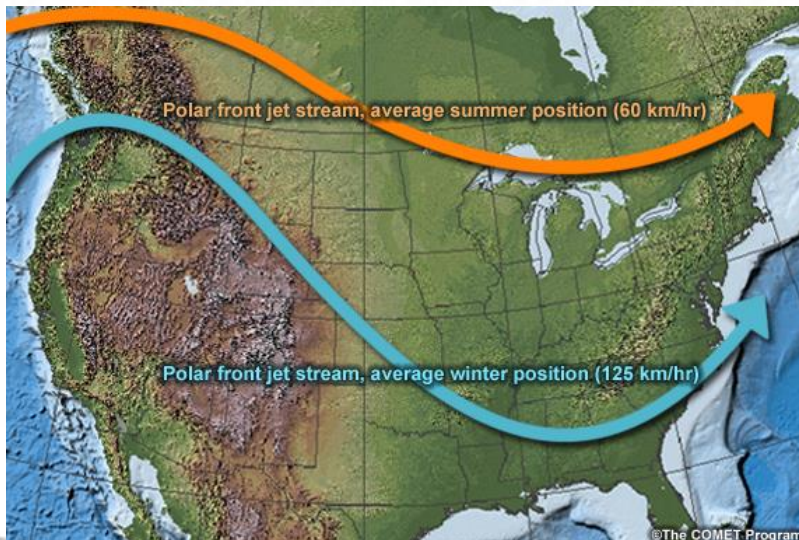 Polar front jet stream, average summer position (60 km/hr)
Polar front jet stream, average winter position (125 km/hr)
©The COMET Program